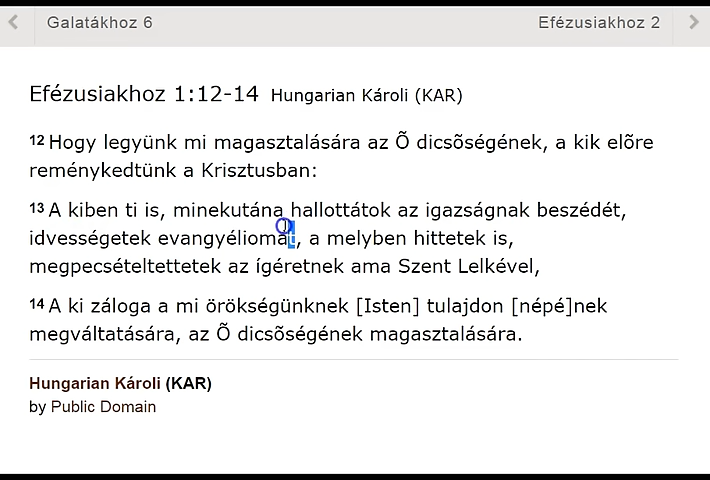 Galatákhoz 6 Efézusiakhoz 2
Efézusiakhoz 1:12-14 Hungarian Károli (KAR)
12 Hogy legyünk mi magasztalására az Õ dicsõségének, a kik elõre
reménykedtünk a Krisztusban:
13 A kiben ti is, minekutána hallottátok az igazságnak beszédét,
idvességetek evangyéliomát, a melyben hittetek is,
megpecsételtettetek az ígéretnek ama Szent Lelkével,
14 A ki záloga a mi örökségünknek [Isten] tulajdon [népé]nek
megváltatására, az Õ dicsõségének magasztalására.
Hungarian Károli (KAR)
by Public Domain